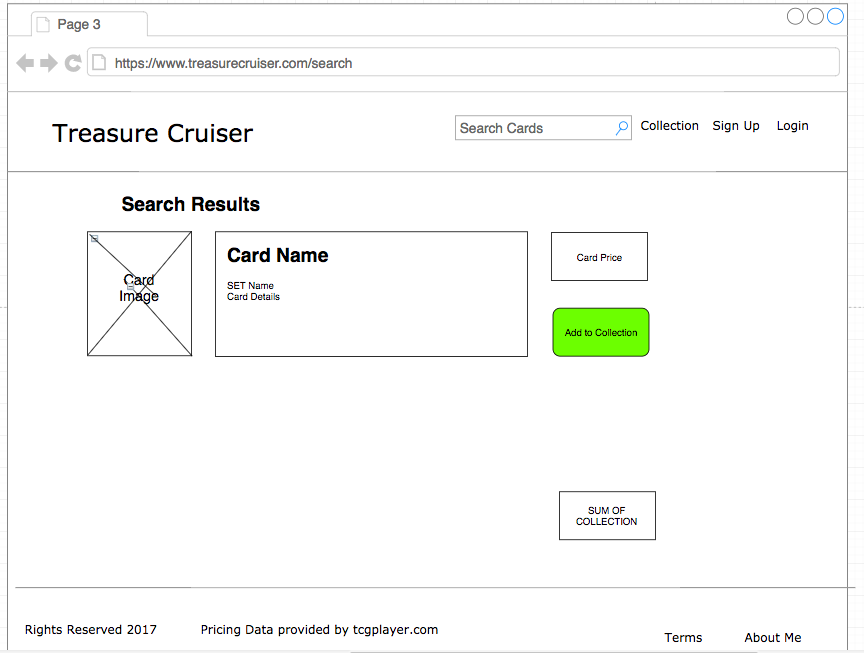 Page 3
https://www.treasurecruiser.com/search
Treasure Cruiser
Search Cards
Collection
Sign Up
Login
Search Results
Card
Image
Card Name
SET Name
Card Details
Card Price
Add to Collection
SUM OF
COLLECTION
Rights Reserved 2017
Pricing Data provided by tcgplayer.com
Terms
About Me